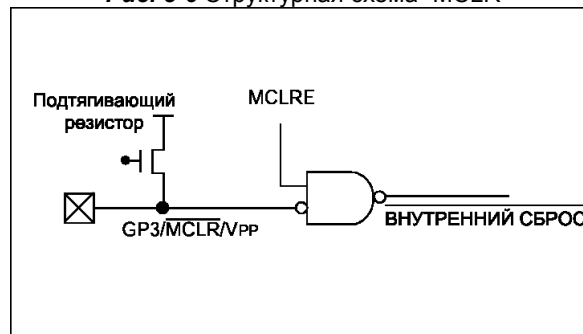 Подтягивающий
резистор
MCLRE
GP3/MCLR/VPP
ВНУТРЕННИЙ СБРОС